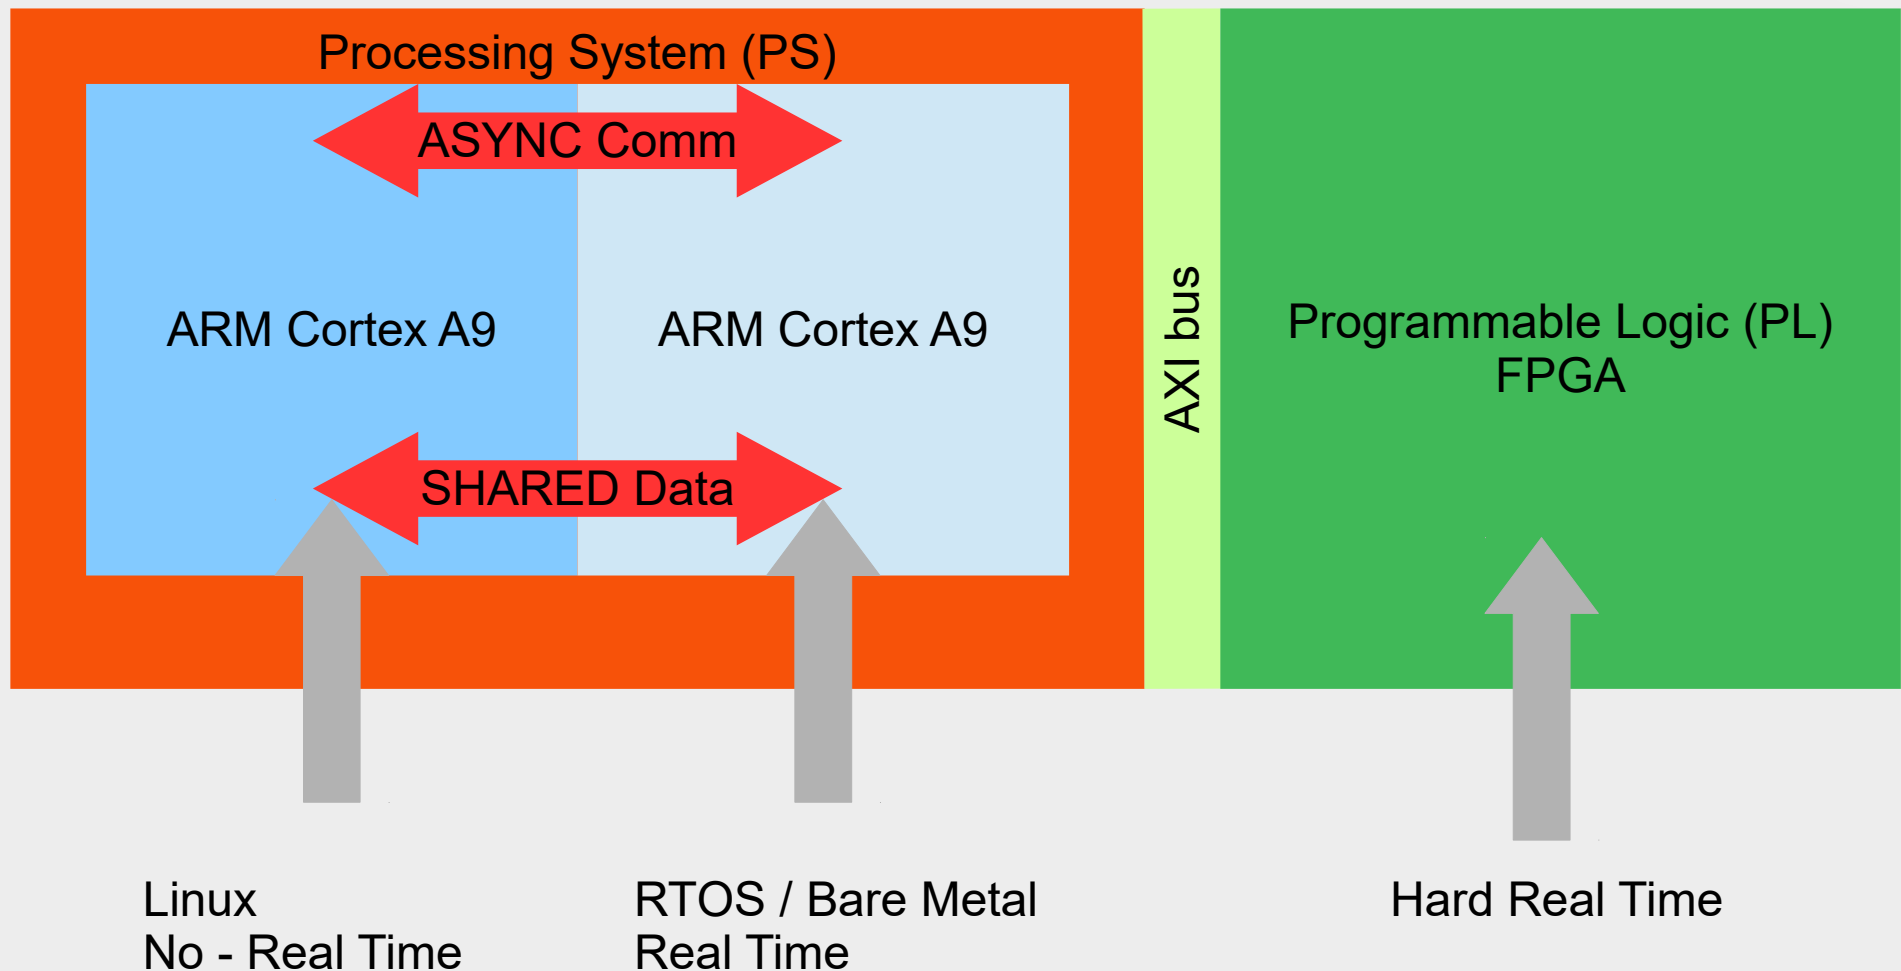 Processing System (PS)
ASYNC Comm
ARM Cortex A9
ARM Cortex A9
SHARED Data
AXI bus
Programmable Logic (PL)
FPGA
Linux
No - Real Time
RTOS / Bare Metal
Real Time
Hard Real Time